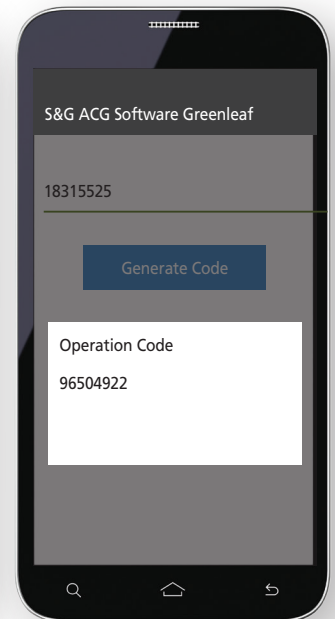 S&G ACG Software Greenleaf
18315525
Generate Code
Operation Code
96504922